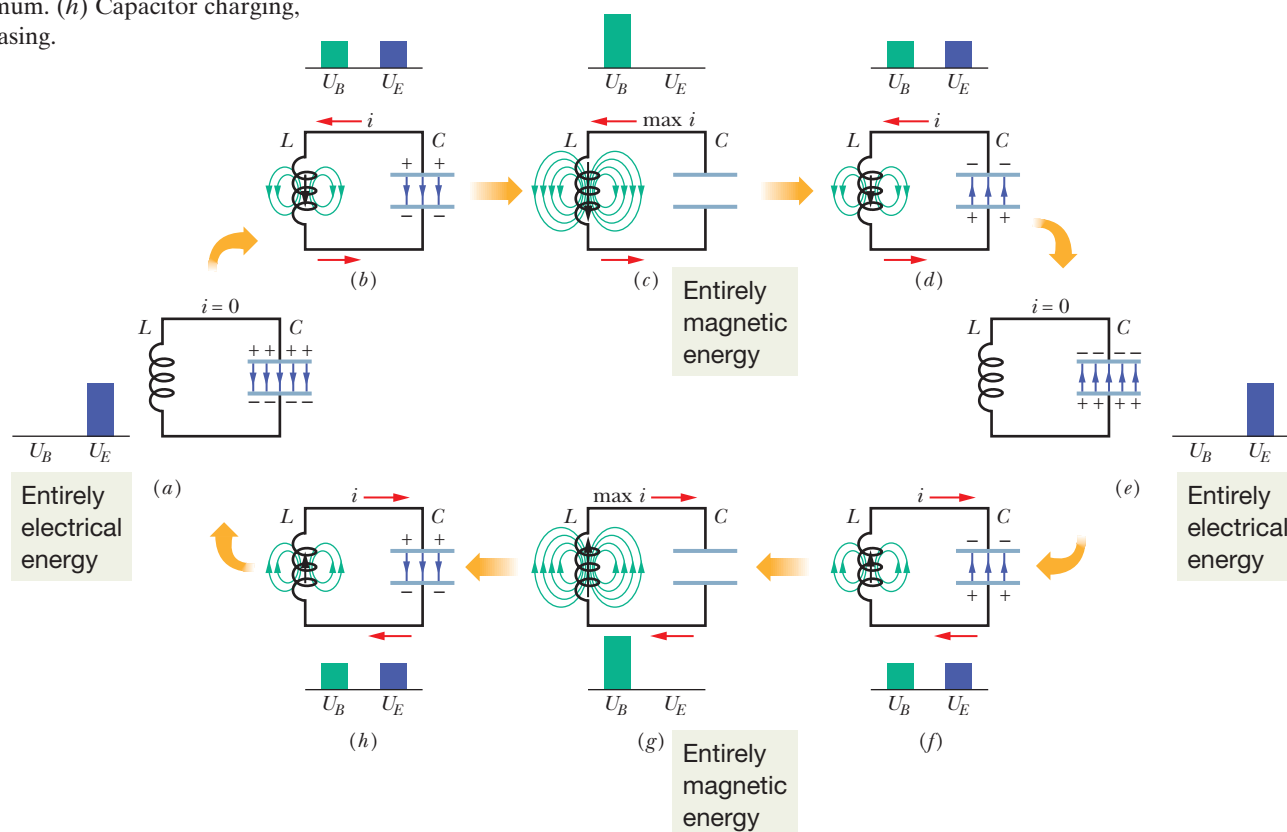 mum. (h) Capacitor charging,
asing.
U_B U_E
i
L C
+ +
– –
(b)
U_B U_E
max i
L C
(c)
Entirely
magnetic
energy
U_B U_E
i
L C
– –
+ +
(d)
i = 0
L C
+ + + +
– – – –
U_B U_E
(a)
Entirely
electrical
energy
i = 0
L C
– – – –
+ + + +
U_B U_E
(e)
Entirely
electrical
energy
i
L C
+ +
– –
U_B U_E
(h)
max i
L C
U_B U_E
(g)
Entirely
magnetic
energy
i
L C
– –
+ +
U_B U_E
(f)